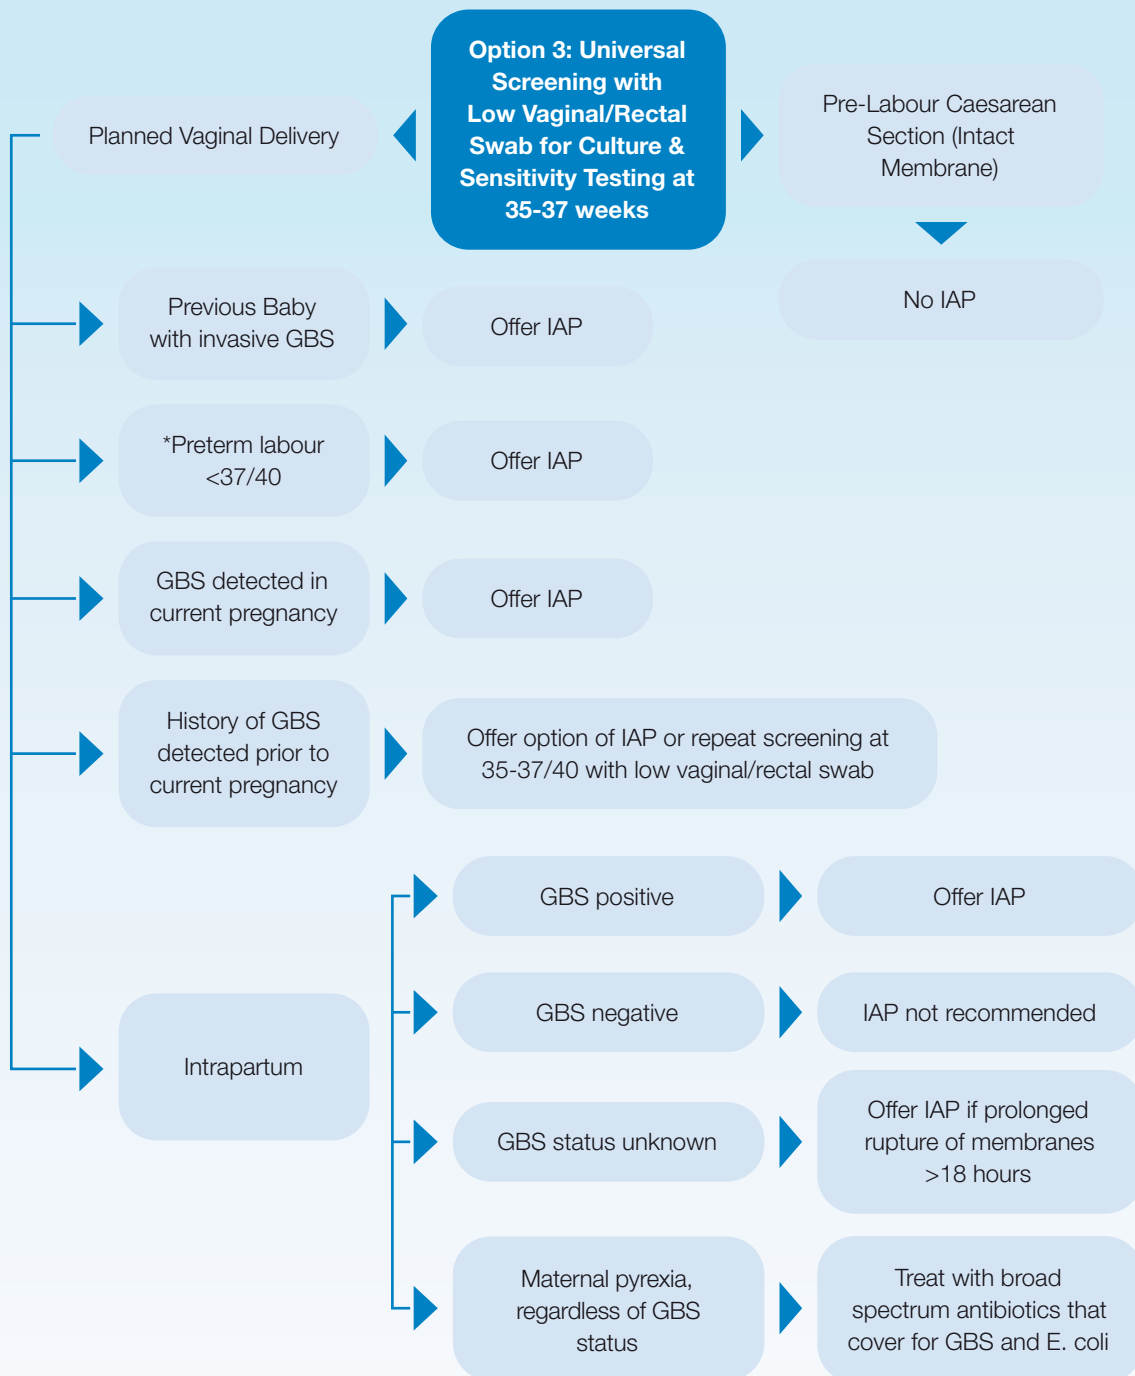 Option 3: Universal
Screening with
Low Vaginal/Rectal
Swab for Culture &
Sensitivity Testing at
35-37 weeks
Planned Vaginal Delivery
Pre-Labour Caesarean
Section (Intact
Membrane)
No IAP
Previous Baby
with invasive GBS
Offer IAP
*Preterm labour
<37/40
Offer IAP
GBS detected in
current pregnancy
Offer IAP
History of GBS
detected prior to
current pregnancy
Offer option of IAP or repeat screening at
35-37/40 with low vaginal/rectal swab
Intrapartum
GBS positive
Offer IAP
GBS negative
IAP not recommended
GBS status unknown
Offer IAP if prolonged
rupture of membranes
>18 hours
Maternal pyrexia,
regardless of GBS
status
Treat with broad
spectrum antibiotics that
cover for GBS and E. coli